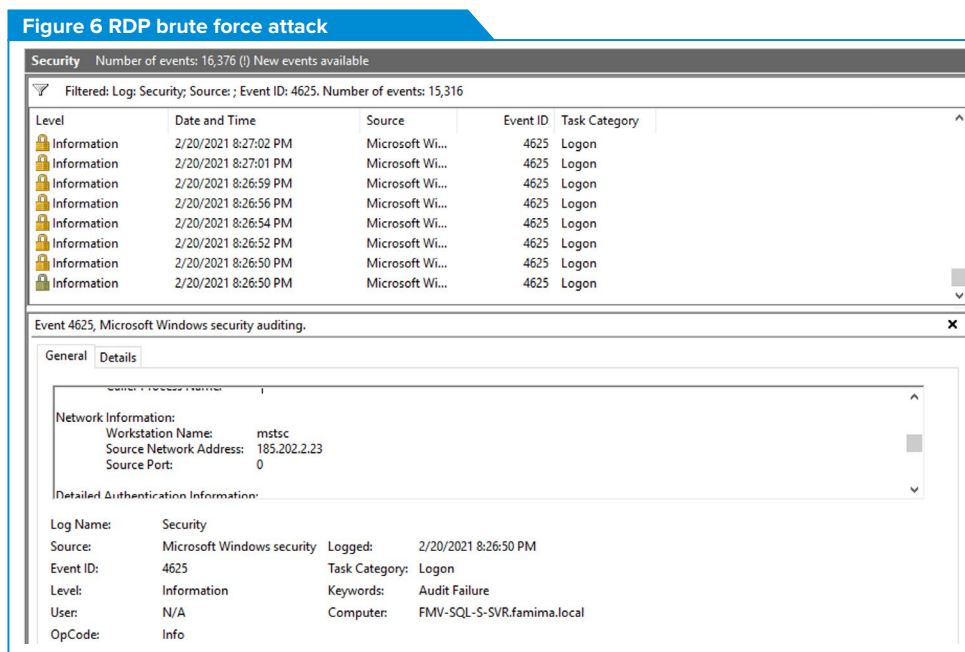 Figure 6 RDP brute force attack
Security Number of events: 16,376 (!) New events available
Filtered: Log: Security; Source: ; Event ID: 4625. Number of events: 15,316
Level Date and Time Source Event ID Task Category
Information 2/20/2021 8:27:02 PM Microsoft Wi... 4625 Logon
Information 2/20/2021 8:27:01 PM Microsoft Wi... 4625 Logon
Information 2/20/2021 8:26:59 PM Microsoft Wi... 4625 Logon
Information 2/20/2021 8:26:56 PM Microsoft Wi... 4625 Logon
Information 2/20/2021 8:26:54 PM Microsoft Wi... 4625 Logon
Information 2/20/2021 8:26:52 PM Microsoft Wi... 4625 Logon
Information 2/20/2021 8:26:50 PM Microsoft Wi... 4625 Logon
Information 2/20/2021 8:26:50 PM Microsoft Wi... 4625 Logon
Event 4625, Microsoft Windows security auditing.
General Details
Caller Process Name: -
Network Information:
Workstation Name: mstsc
Source Network Address: 185.202.2.23
Source Port: 0
Detailed Authentication Information:
Log Name: Security
Source: Microsoft Windows security Logged: 2/20/2021 8:26:50 PM
Event ID: 4625 Task Category: Logon
Level: Information Keywords: Audit Failure
User: N/A Computer: FMV-SQL-S-SVR.famima.local
OpCode: Info